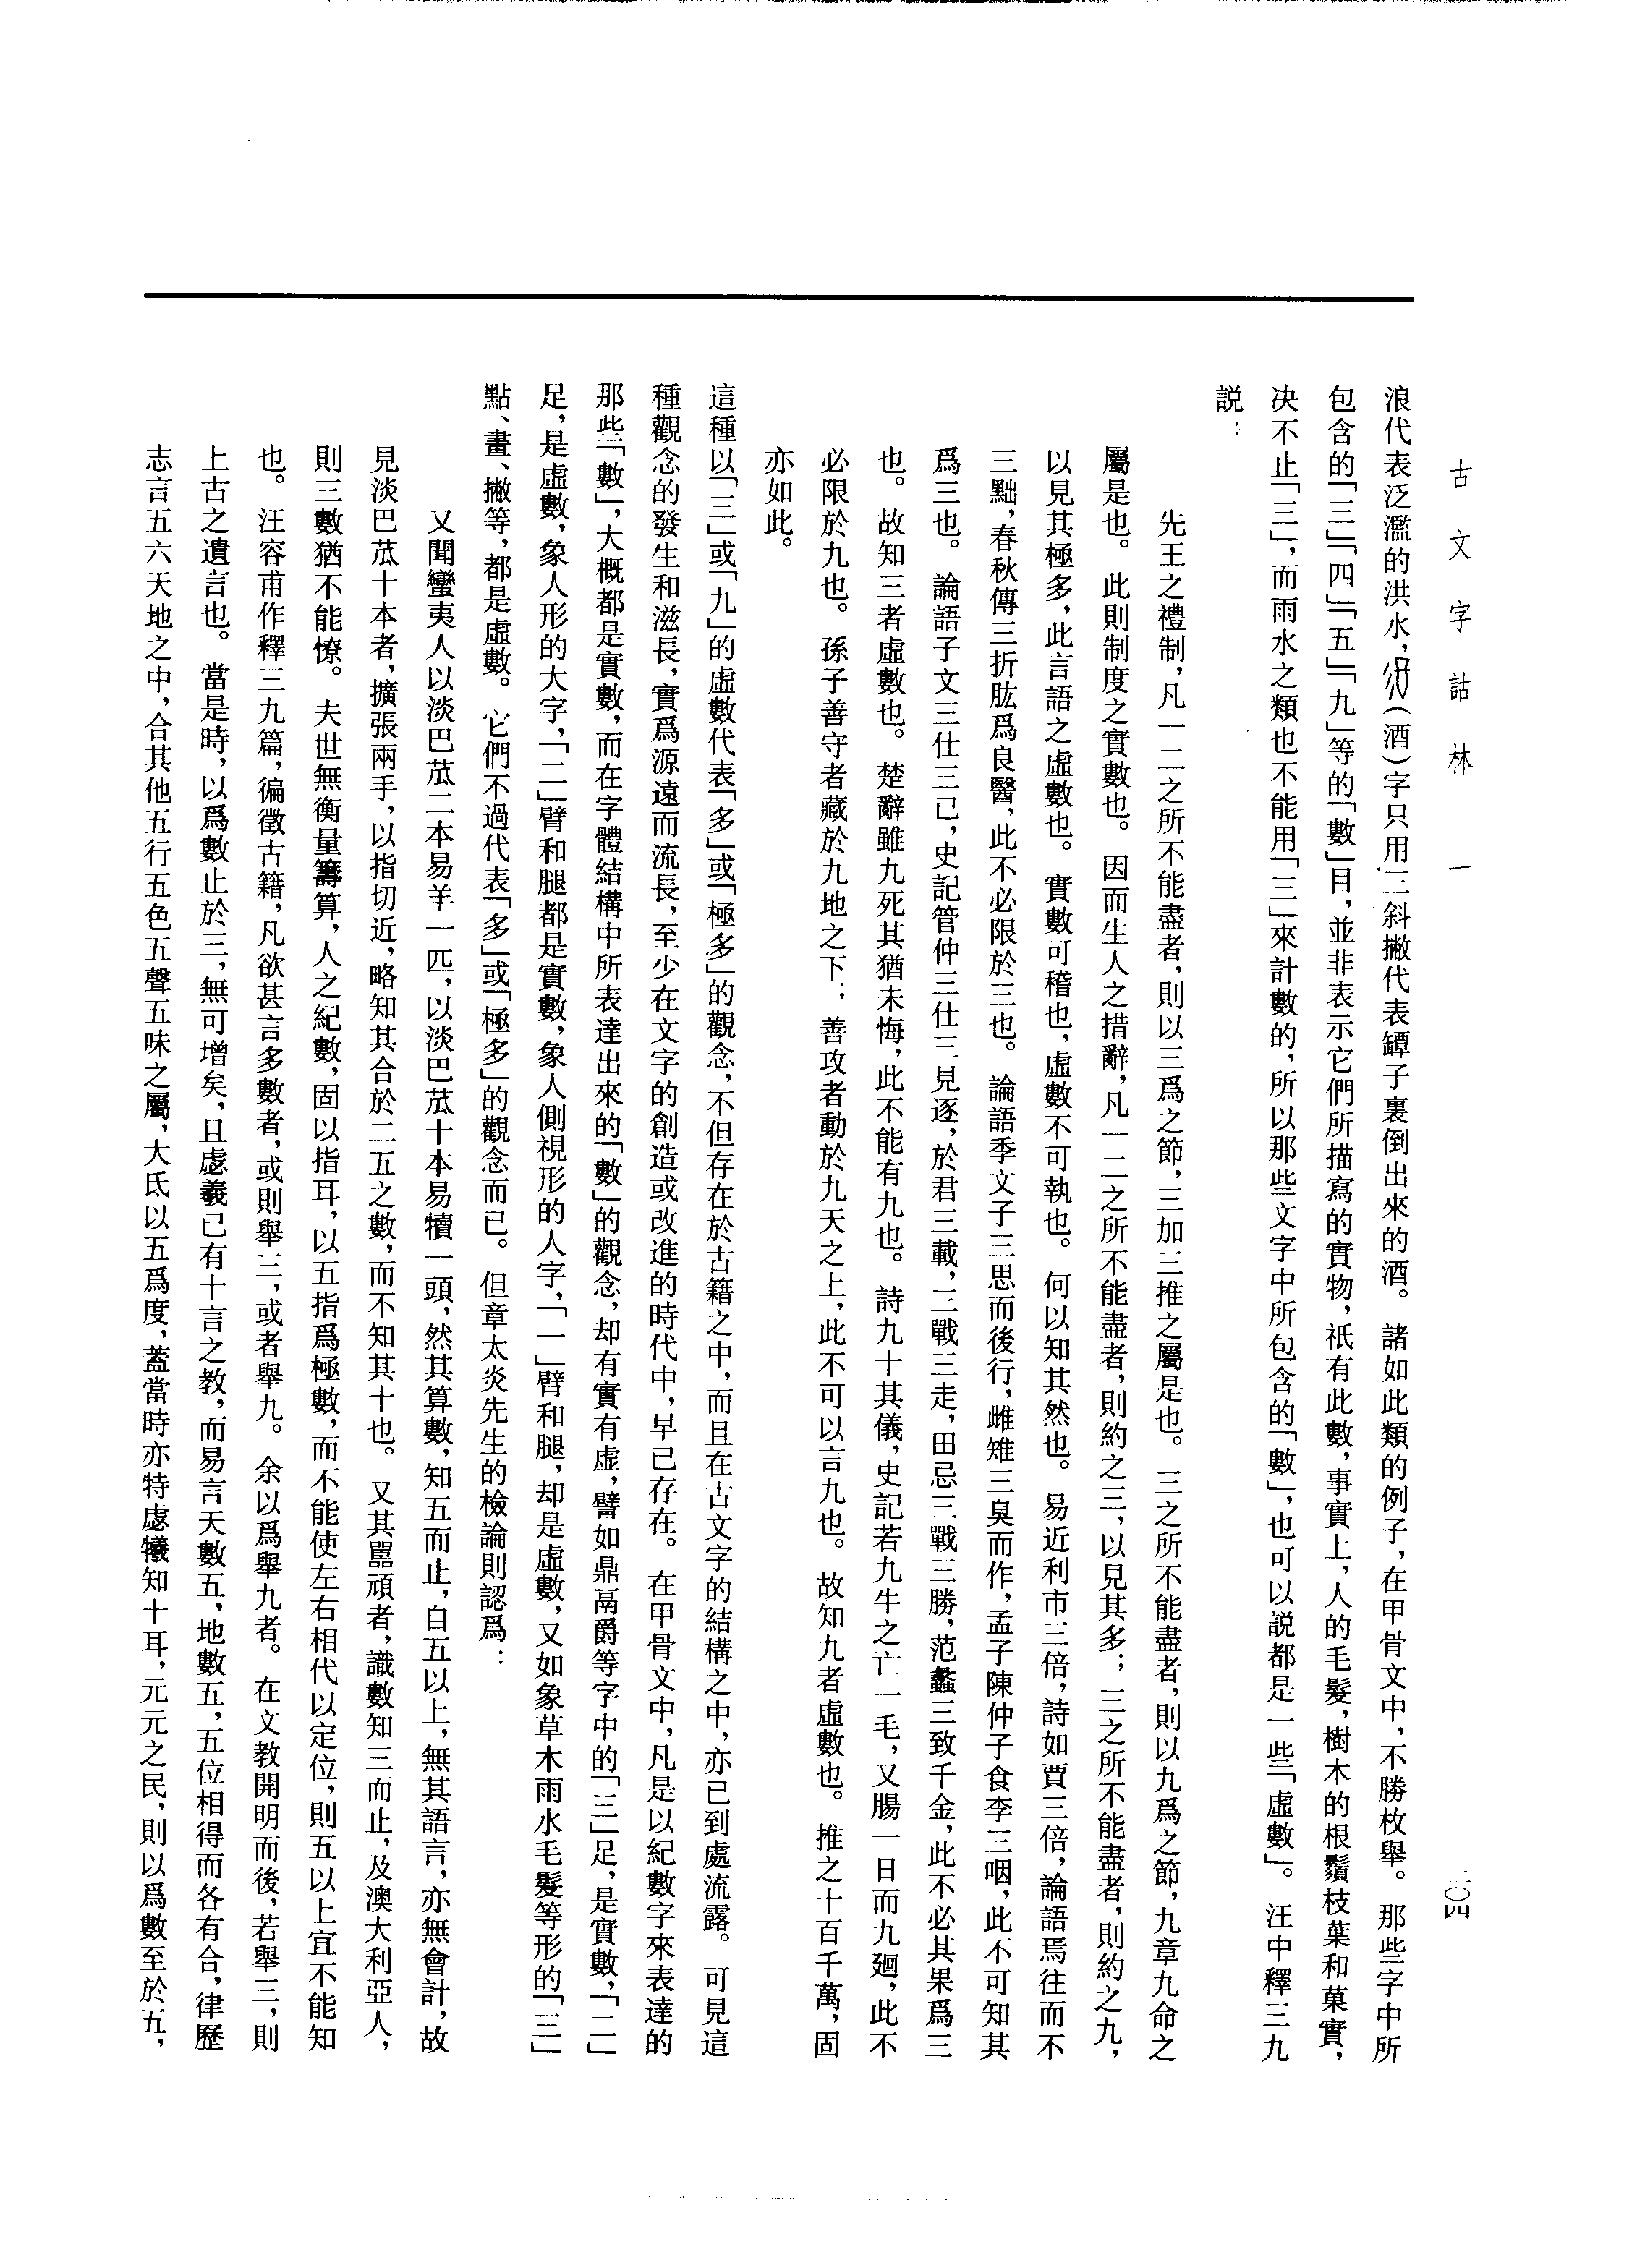 古文字詁林 一
二〇四
浪代表泛濫的洪水，（酒）字只用三斜撇代表罈子裏倒出來的酒。諸如此類的例子，在甲骨文中，不勝枚舉。那些字中所
包含的「三」「四」「五」「九」等的「數」目，並非表示它們所描寫的實物，祇有此數，事實上，人的毛髮，樹木的根鬚枝葉和菓實，
决不止「三」，而雨水之類也不能用「三」來計數的，所以那些文字中所包含的「數」，也可以説都是一些「虛數」。汪中釋三九
説：
先王之禮制，凡一二之所不能盡者，則以三爲之節，三加三推之屬是也。三之所不能盡者，則以九爲之節，九章九命之
屬是也。此則制度之實數也。因而生人之措辭，凡一二之所不能盡者，則約之三，以見其多；三之所不能盡者，則約之九，
以見其極多，此言語之虛數也。實數可稽也，虛數不可執也。何以知其然也。易近利市三倍，詩如賈三倍，論語焉往而不
三黜，春秋傳三折肱爲良醫，此不必限於三也。論語季文子三思而後行，雌雉三臭而作，孟子陳仲子食李三咽，此不可知其
爲三也。論語子文三仕三已，史記管仲三仕三見逐，於君三載，三戰三走，田忌三戰三勝，范蠡三致千金，此不必其果爲三
也。故知三者虛數也。楚辭雖九死其猶未悔，此不能有九也。詩九十其儀，史記若九牛之亡一毛，又腸一日而九廻，此不
必限於九也。孫子善守者藏於九地之下；善攻者動於九天之上，此不可以言九也。故知九者虛數也。推之十百千萬，固
亦如此。
這種以「三」或「九」的虛數代表「多」或「極多」的觀念，不但存在於古籍之中，而且在古文字的結構之中，亦已到處流露。可見這
種觀念的發生和滋長，實爲源遠而流長，至少在文字的創造或改進的時代中，早已存在。在甲骨文中，凡是以紀數字來表達的
那些「數」，大概都是實數，而在字體結構中所表達出來的「數」的觀念，却有實有虛，譬如鼎鬲爵等字中的「三」足，是實數，「二」
足，是虛數，象人形的大字，「二」臂和腿都是實數，象人側視形的人字，「一」臂和腿，却是虛數，又如象草木雨水毛髮等形的「三」
點、畫、撇等，都是虛數。它們不過代表「多」或「極多」的觀念而已。但章太炎先生的檢論則認爲：
又聞蠻夷人以淡巴苽二本易羊一匹，以淡巴苽十本易犢一頭，然其算數，知五而止，自五以上，無其語言，亦無會計，故
見淡巴苽十本者，擴張兩手，以指切近，略知其合於二五之數，而不知其十也。又其嚚頑者，識數知三而止，及澳大利亞人，
則三數猶不能憭。夫世無衡量籌算，人之紀數，固以指耳，以五指爲極數，而不能使左右相代以定位，則五以上宜不能知
也。汪容甫作釋三九篇，徧徵古籍，凡欲甚言多數者，或則舉三，或者舉九。余以爲舉九者。在文教開明而後，若舉三，則
上古之遺言也。當是時，以爲數止於三，無可增矣，且虙羲已有十言之教，而易言天數五，地數五，五位相得而各有合，律歷
志言五六天地之中，合其他五行五色五聲五味之屬，大氐以五爲度，蓋當時亦特虙犧知十耳，元元之民，則以爲數至於五，